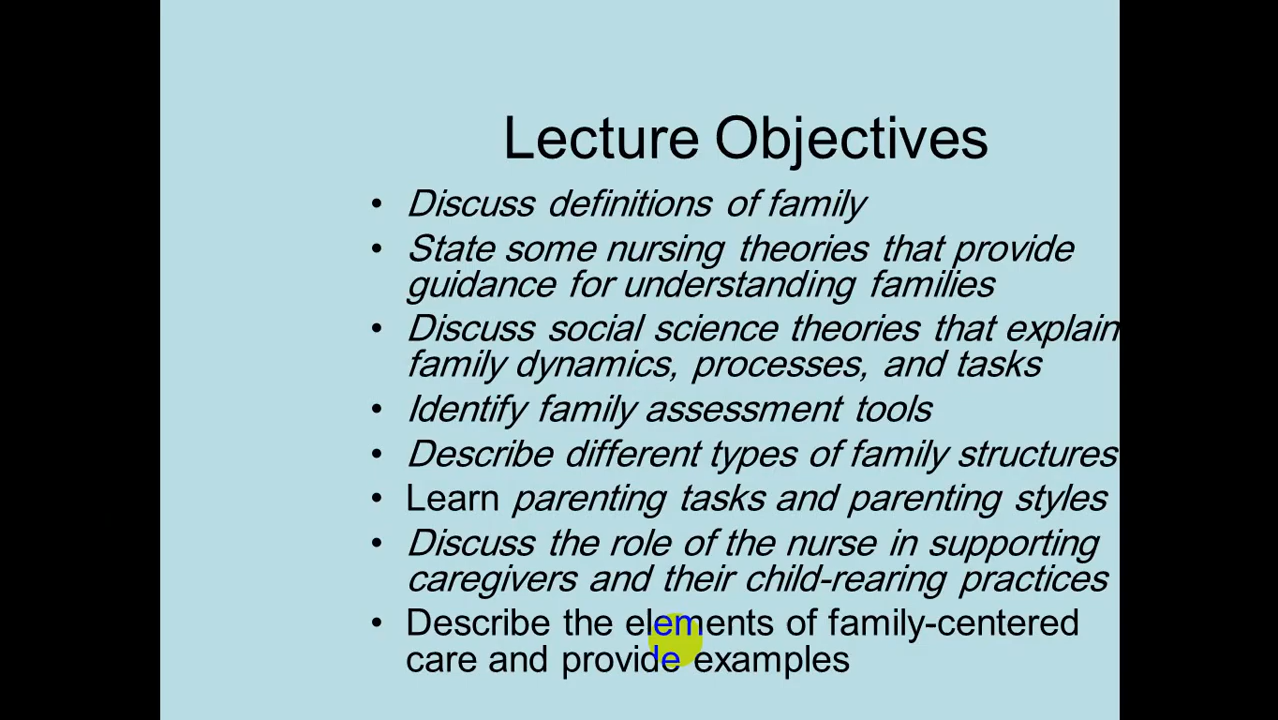 Lecture Objectives
• Discuss definitions of family
• State some nursing theories that provide
guidance for understanding families
• Discuss social science theories that explain
family dynamics, processes, and tasks
• Identify family assessment tools
• Describe different types of family structures
• Learn parenting tasks and parenting styles
• Discuss the role of the nurse in supporting
caregivers and their child-rearing practices
• Describe the elements of family-centered
care and provide examples